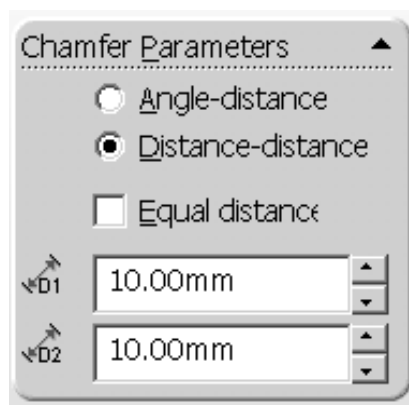 Chamfer Parameters
Angle-distance
Distance-distance
Equal distance
D1 10.00mm
D2 10.00mm